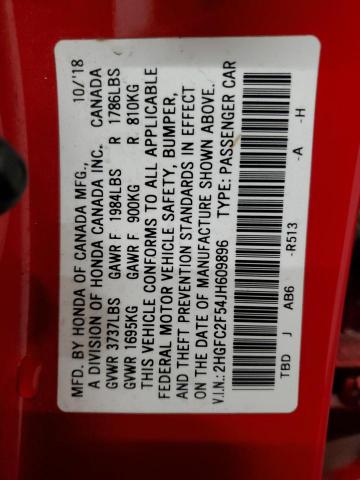 MFD. BY HONDA OF CANADA MFG., 10/'18
A DIVISION OF HONDA CANADA INC. CANADA
GVWR 3737LBS GAWR F 1984LBS R 1786LBS
GVWR 1695KG GAWR F 900KG R 810KG
THIS VEHICLE CONFORMS TO ALL APPLICABLE
FEDERAL MOTOR VEHICLE SAFETY, BUMPER,
AND THEFT PREVENTION STANDARDS IN EFFECT
ON THE DATE OF MANUFACTURE SHOWN ABOVE.
V.I.N.: 2HGFC2F54JH609896 TYPE: PASSENGER CAR
TBD J AB6 -R513 -A -H